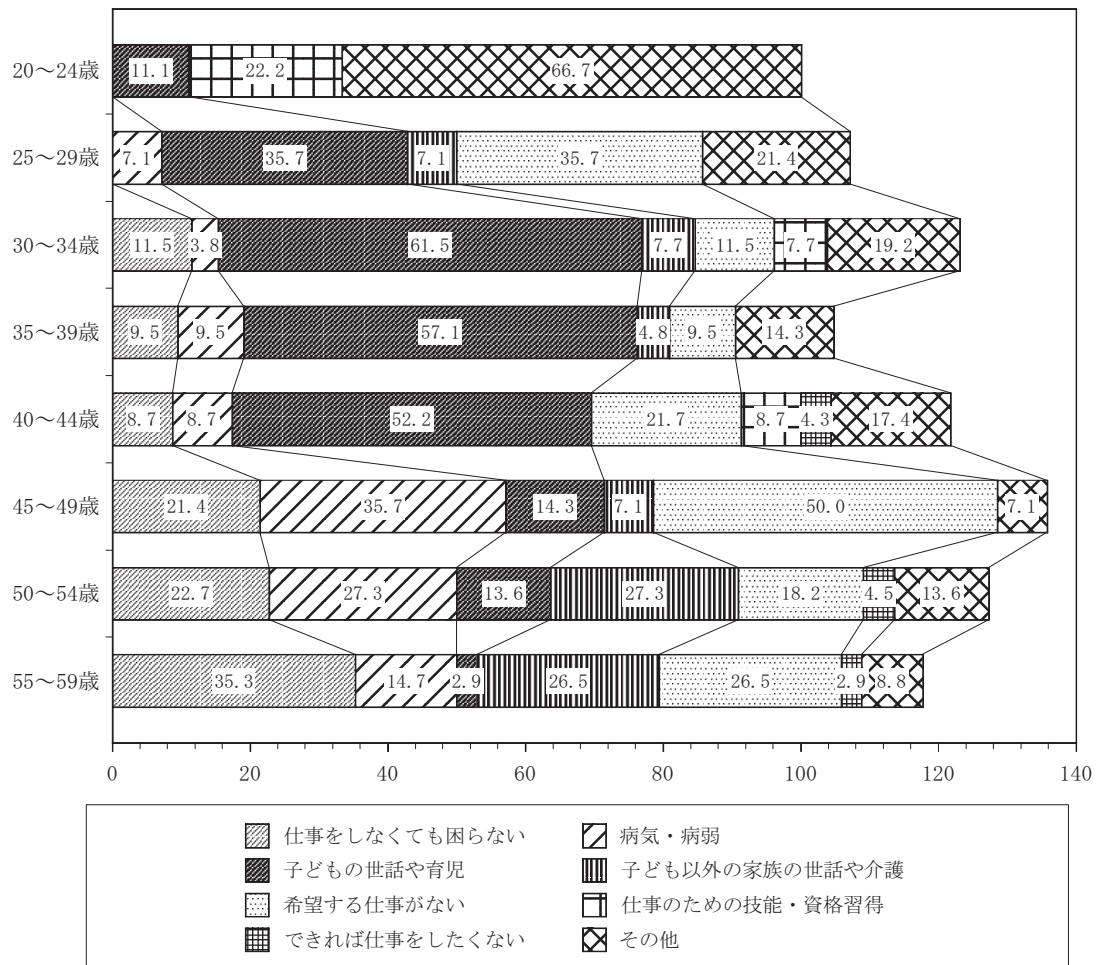 20～24歳 11.1 22.2 66.7
25～29歳 7.1 35.7 7.1 35.7 21.4
30～34歳 11.5 3.8 61.5 7.7 11.5 7.7 19.2
35～39歳 9.5 9.5 57.1 4.8 9.5 14.3
40～44歳 8.7 8.7 52.2 21.7 8.7 4.3 17.4
45～49歳 21.4 35.7 14.3 7.1 50.0 7.1
50～54歳 22.7 27.3 13.6 27.3 18.2 4.5 13.6
55～59歳 35.3 14.7 2.9 26.5 26.5 2.9 8.8
0 20 40 60 80 100 120 140
仕事をしなくても困らない 病気・病弱
子どもの世話や育児 子ども以外の家族の世話や介護
希望する仕事がない 仕事のための技能・資格習得
できれば仕事をしたくない その他